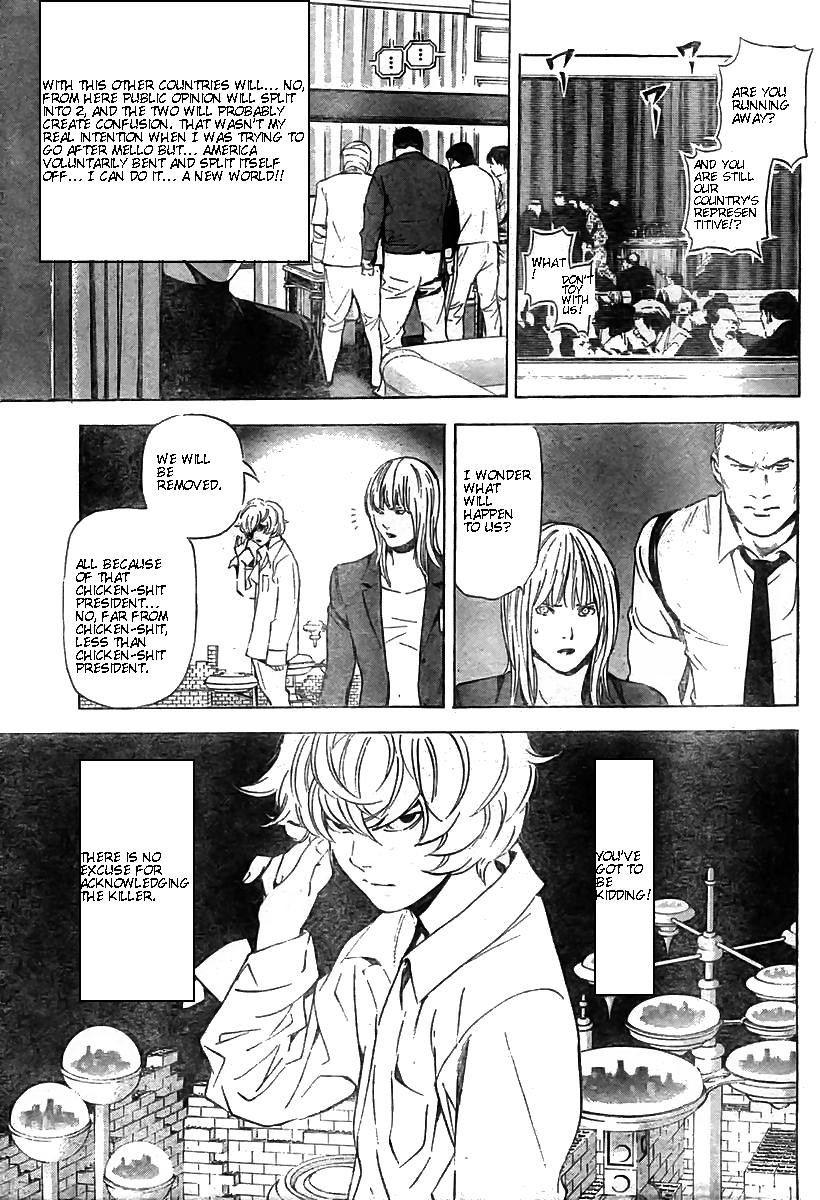 ARE YOU
RUNNING
AWAY?
AND YOU
ARE STILL
OUR
COUNTRY'S
REPRESEN
TITIVE!?
WHAT
!
DON'T
TOY
WITH
US!
WITH THIS OTHER COUNTRIES WILL... NO,
FROM HERE PUBLIC OPINION WILL SPLIT
INTO 2, AND THE TWO WILL PROBABLY
CREATE CONFUSION. THAT WASN'T MY
REAL INTENTION WHEN I WAS TRYING TO
GO AFTER MELLO BUT... AMERICA
VOLUNTARILY BENT AND SPLIT ITSELF
OFF... I CAN DO IT... A NEW WORLD!!
...
...
I WONDER
WHAT
WILL
HAPPEN
TO US?
WE WILL
BE
REMOVED.
ALL BECAUSE
OF THAT
CHICKEN-SHIT
PRESIDENT...
NO, FAR FROM
CHICKEN-SHIT,
LESS THAN
CHICKEN-SHIT
PRESIDENT.
YOU'VE
GOT TO
BE
KIDDING!
THERE IS NO
EXCUSE FOR
ACKNOWLEDGING
THE KILLER.